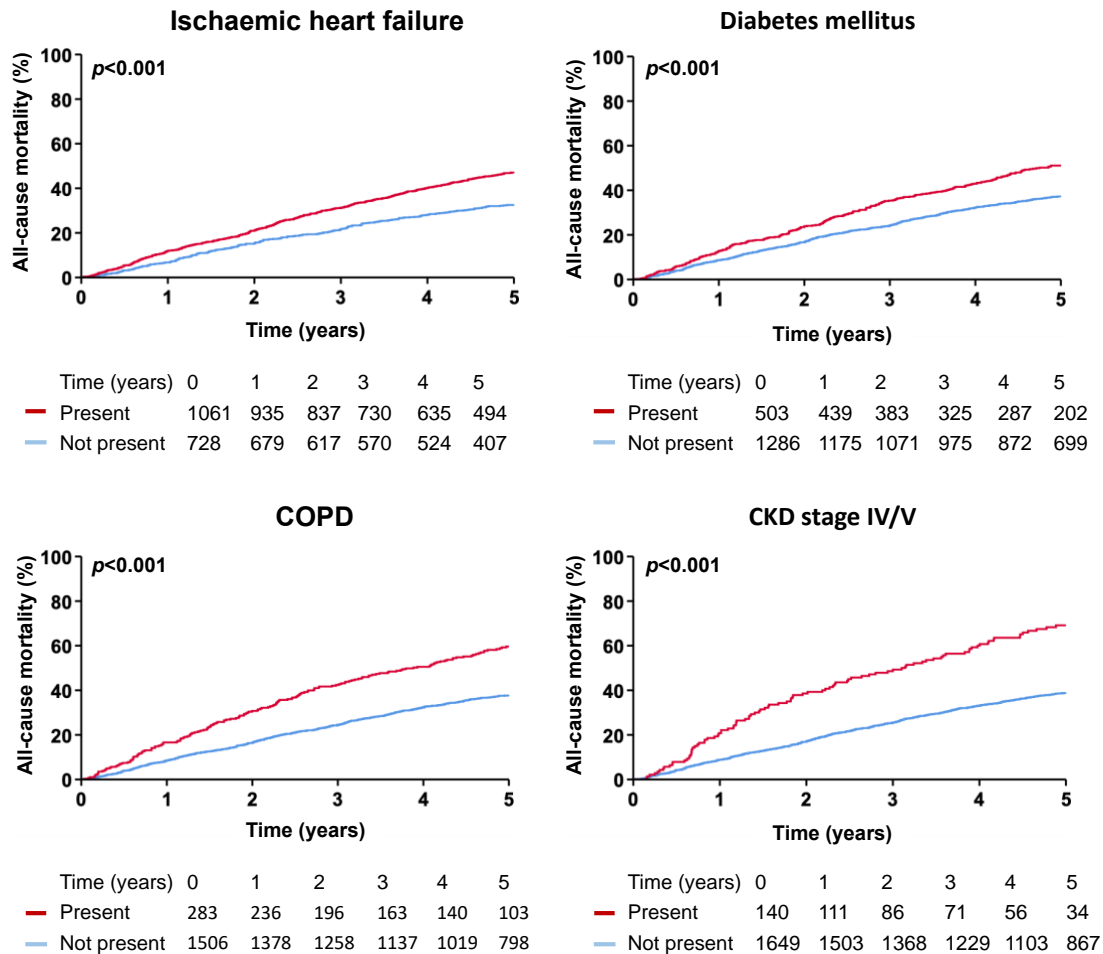 Ischaemic heart failure
All-cause mortality (%)
p<0.001
100
80
60
40
20
0
0 1 2 3 4 5
Time (years)
Time (years) 0 1 2 3 4 5
Present 1061 935 837 730 635 494
Not present 728 679 617 570 524 407
Diabetes mellitus
All-cause mortality (%)
p<0.001
100
80
60
40
20
0
0 1 2 3 4 5
Time (years)
Time (years) 0 1 2 3 4 5
Present 503 439 383 325 287 202
Not present 1286 1175 1071 975 872 699
COPD
All-cause mortality (%)
p<0.001
100
80
60
40
20
0
0 1 2 3 4 5
Time (years)
Time (years) 0 1 2 3 4 5
Present 283 236 196 163 140 103
Not present 1506 1378 1258 1137 1019 798
CKD stage IV/V
All-cause mortality (%)
p<0.001
100
80
60
40
20
0
0 1 2 3 4 5
Time (years)
Time (years) 0 1 2 3 4 5
Present 140 111 86 71 56 34
Not present 1649 1503 1368 1229 1103 867